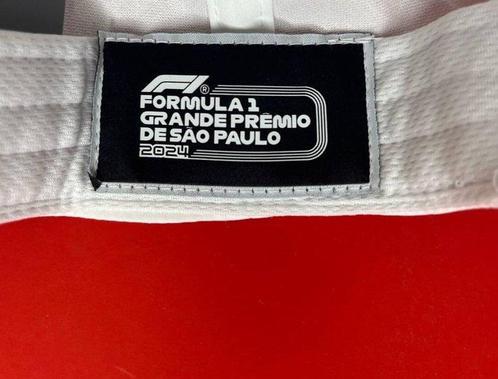 F1®
FORMULA 1
GRANDE PRÊMIO
DE SÃO PAULO
2024